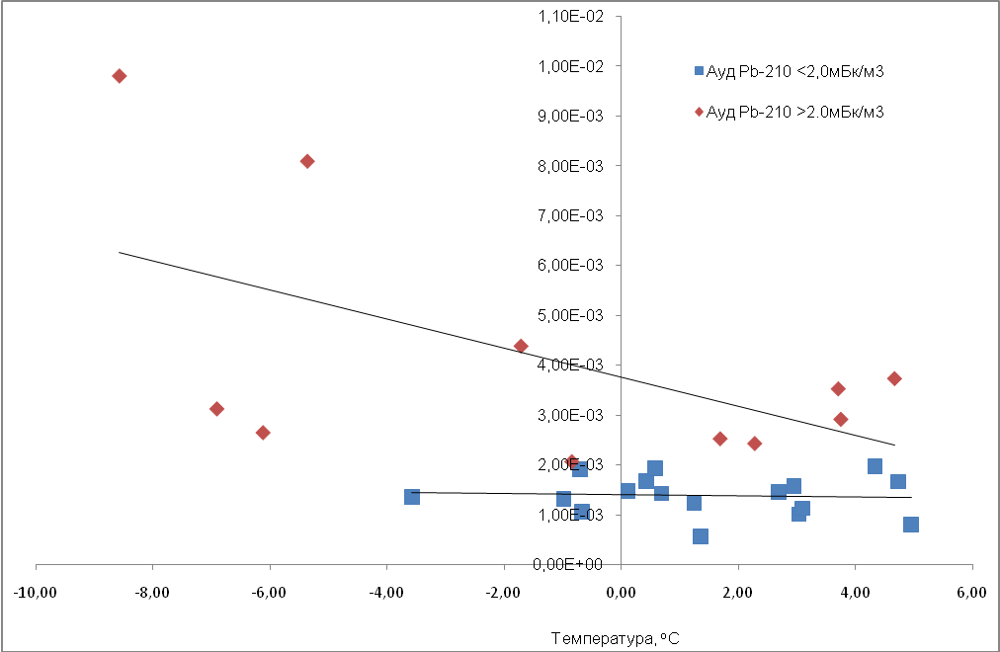 1,10E-02
1,00E-02
9,00E-03
8,00E-03
7,00E-03
6,00E-03
5,00E-03
4,00E-03
3,00E-03
2,00E-03
1,00E-03
0,00E+00
Ауд Pb-210 <2,0мБк/м3
Ауд Pb-210 >2.0мБк/м3
-10,00 -8,00 -6,00 -4,00 -2,00 0,00 2,00 4,00 6,00
Температура, ºС